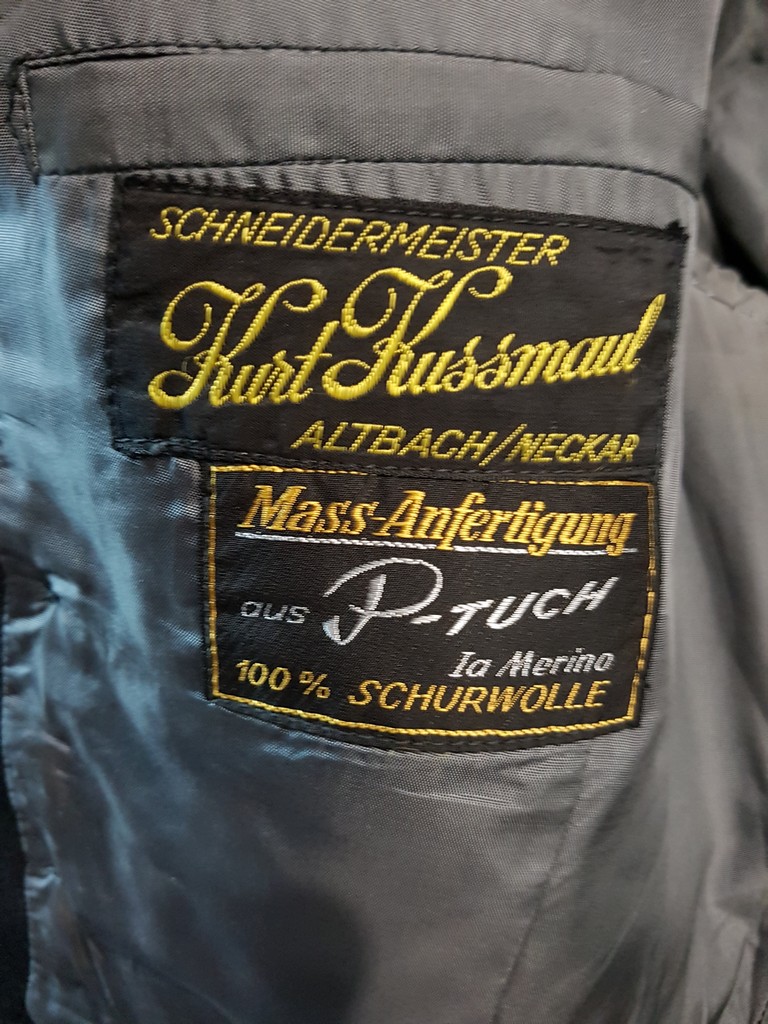 SCHNEIDERMEISTER
Kurt Kussmaul
ALTBACH/NECKAR
Mass-Anfertigung
aus P-TUCH
Ia Merino
100% SCHURWOLLE